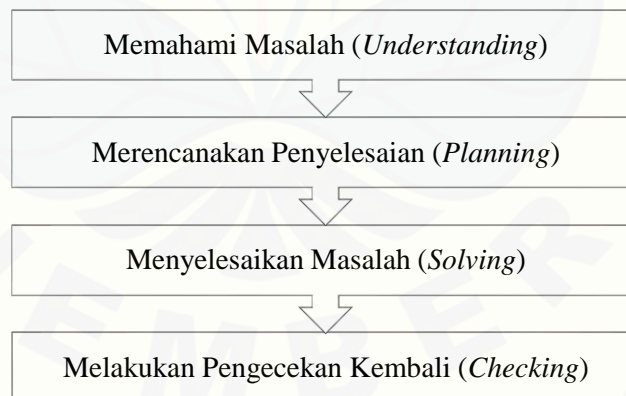 Memahami Masalah (Understanding)
Merencanakan Penyelesaian (Planning)
Menyelesaikan Masalah (Solving)
Melakukan Pengecekan Kembali (Checking)